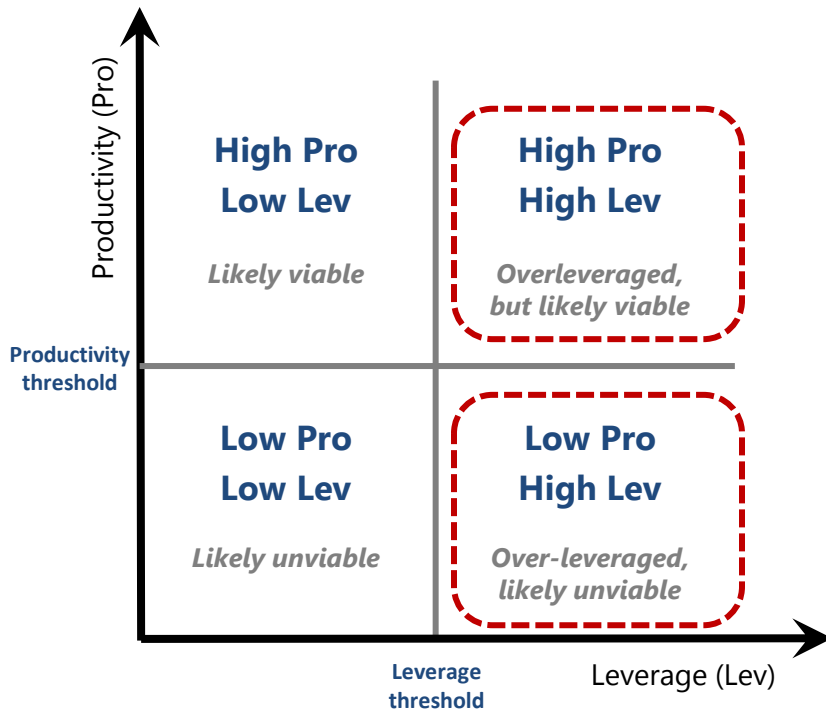 Productivity (Pro)
High Pro
Low Lev
Likely viable
High Pro
High Lev
Overleveraged,
but likely viable
Productivity
threshold
Low Pro
Low Lev
Likely unviable
Low Pro
High Lev
Over-leveraged,
likely unviable
Leverage
threshold
Leverage (Lev)